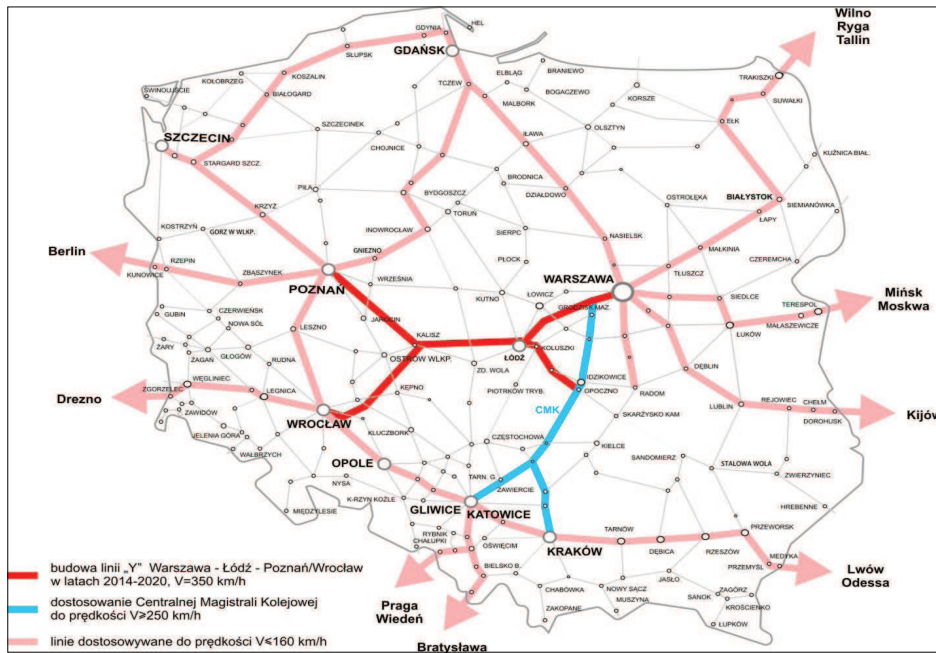 Wilno
Ryga
Tallin
HEL
GDYNIA
GDAŃSK
SŁUPSK
KOSZALIN
KOŁOBRZEG
BIAŁOGARD
ŚWINOUJŚCIE
TCZEW
ELBLĄG
BRANIEWO
BOGACZEWO
MALBORK
KORSZE
TRAKISZKI
SUWAŁKI
EŁK
OLSZTYN
SZCZECIN
STARGARD SZCZ.
SZCZECINEK
CHOJNICE
IŁAWA
KUŹNICA BIAŁ.
PIŁA
BYDGOSZCZ
BRODNICA
DZIAŁDOWO
OSTROŁĘKA
BIAŁYSTOK
SIEMIANÓWKA
ŁAPY
KRZYŻ
TORUŃ
KOSTRZYŃ
GORZ W WLKP.
INOWROCŁAW
SIERPC
NASIELSK
MAŁKINIA
CZEREMCHA
Berlin
RZEPIN
KUNOWICE
ZBĄSZYNEK
GNIEZNO
POZNAŃ
WRZEŚNIA
PŁOCK
KUTNO
WARSZAWA
TŁUSZCZ
ŁOWICZ
GRODZISK MAZ.
SIEDLCE
TERESPOL
MAŁASZEWICZE
Mińsk
Moskwa
GUBIN
CZERWIEŃSK
NOWA SÓL
LESZNO
JAROCIN
KALISZ
ŁÓDŹ
KOLUSZKI
ŁUKÓW
ŻARY
ŻAGAŃ
GŁOGÓW
RUDNA
OSTRÓW WLKP.
ZD. WOLA
IDZIKOWICE
DĘBLIN
Drezno
ZGORZELEC
WĘGLINIEC
LEGNICA
KĘPNO
PIOTRKÓW TRYB.
OPOCZNO
RADOM
LUBLIN
REJOWIEC
CHEŁM
DOROHUSK
Kijów
ZAWIDÓW
JELENIA GÓRA
WAŁBRZYCH
WROCŁAW
KLUCZBORK
CMK
SKARŻYSKO KAM
CZĘSTOCHOWA
KIELCE
SANDOMIERZ
STALOWA WOLA
ZWIERZYNIEC
OPOLE
NYSA
MIĘDZYLESIE
K-RZYN KOŹLE
TARN. G.
ZAWIERCIE
HREBENNE
GLIWICE
KATOWICE
RYBNIK
CHAŁUPKI
OŚWIĘCIM
KRAKÓW
TARNÓW
DĘBICA
RZESZÓW
PRZEWORSK
MEDYKA
PRZEMYŚL
Lwów
Odessa
BIELSKO B.
CHABÓWKA
ZAKOPANE
NOWY SĄCZ
MUSZYNA
JASŁO
SANOK
ZAGÓRZ
KROŚCIENKO
ŁUPKÓW
Praga
Wiedeń
Bratysława
budowa linii „Y” Warszawa - Łódź - Poznań/Wrocław
w latach 2014-2020, V=350 km/h
dostosowanie Centralnej Magistrali Kolejowej
do prędkości V≥250 km/h
linie dostosowywane do prędkości V≤160 km/h